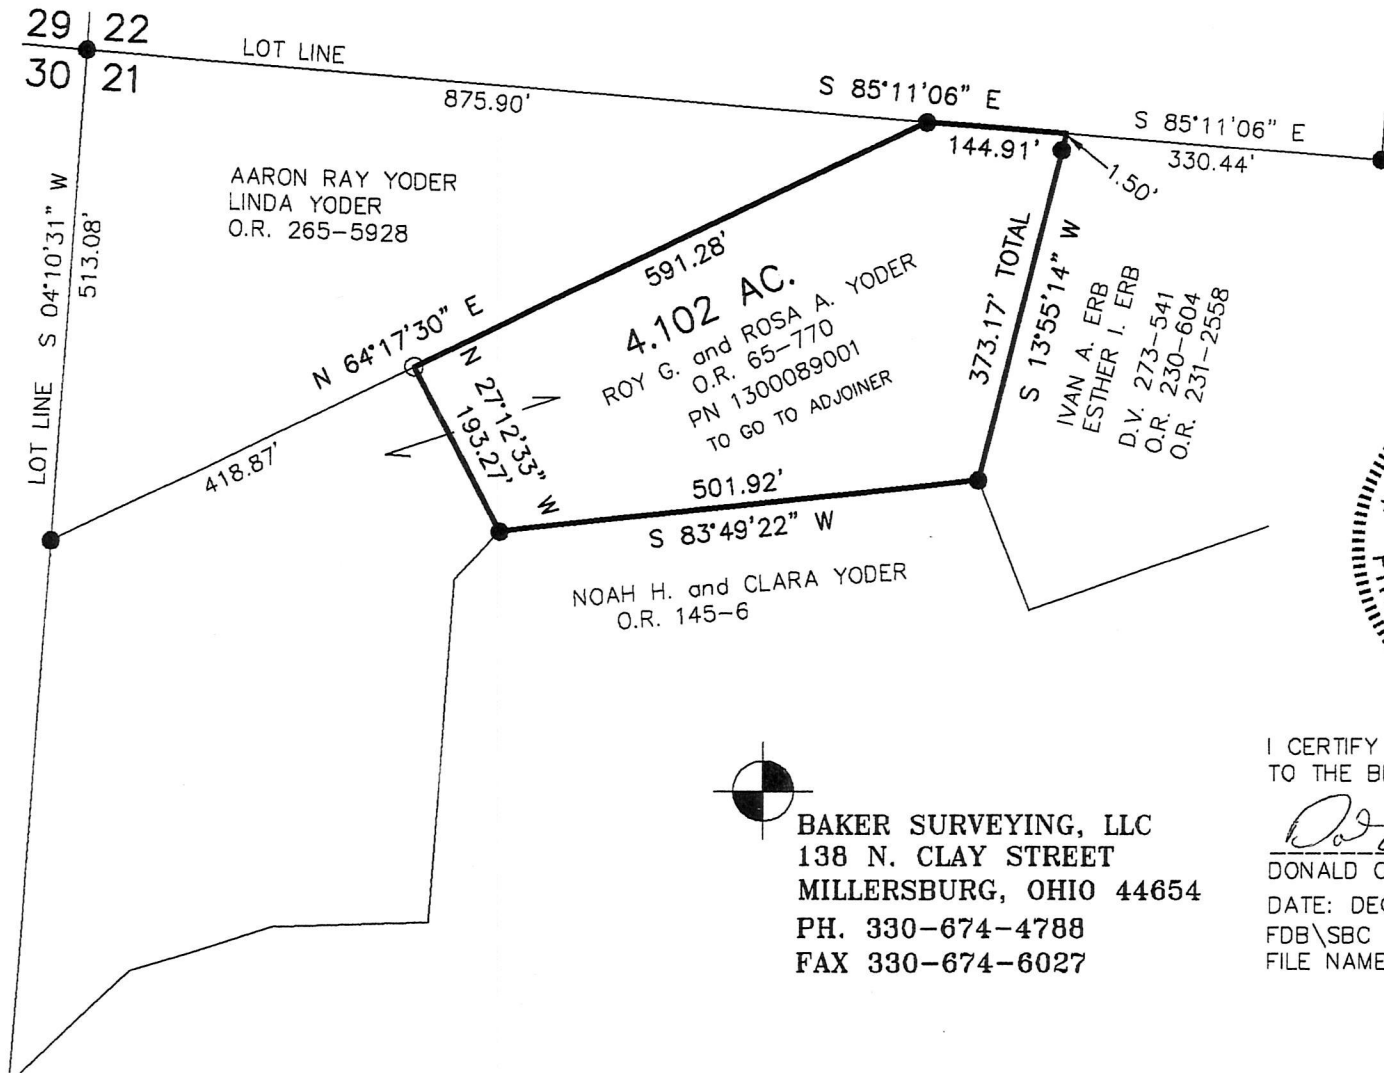 29 22
30 21
LOT LINE
875.90'
S 85°11'06" E
144.91'
1.50'
S 85°11'06" E
330.44'
AARON RAY YODER
LINDA YODER
O.R. 265-5928
LOT LINE S 04°10'31" W
513.08'
N 64°17'30" E
591.28'
418.87'
N 27°12'33" W
193.27'
4.102 AC.
ROY G. and ROSA A. YODER
O.R. 65-770
PN 1300089001
TO GO TO ADJOINER
373.17' TOTAL
S 13°55'14" W
IVAN A. ERB
ESTHER I. ERB
D.V. 273-541
O.R. 230-604
O.R. 231-2558
501.92'
S 83°49'22" W
NOAH H. and CLARA YODER
O.R. 145-6
BAKER SURVEYING, LLC
138 N. CLAY STREET
MILLERSBURG, OHIO 44654
PH. 330-674-4788
FAX 330-674-6027
I CERTIFY
TO THE
DONALD
DATE:
FDB\SBC
FILE NAME